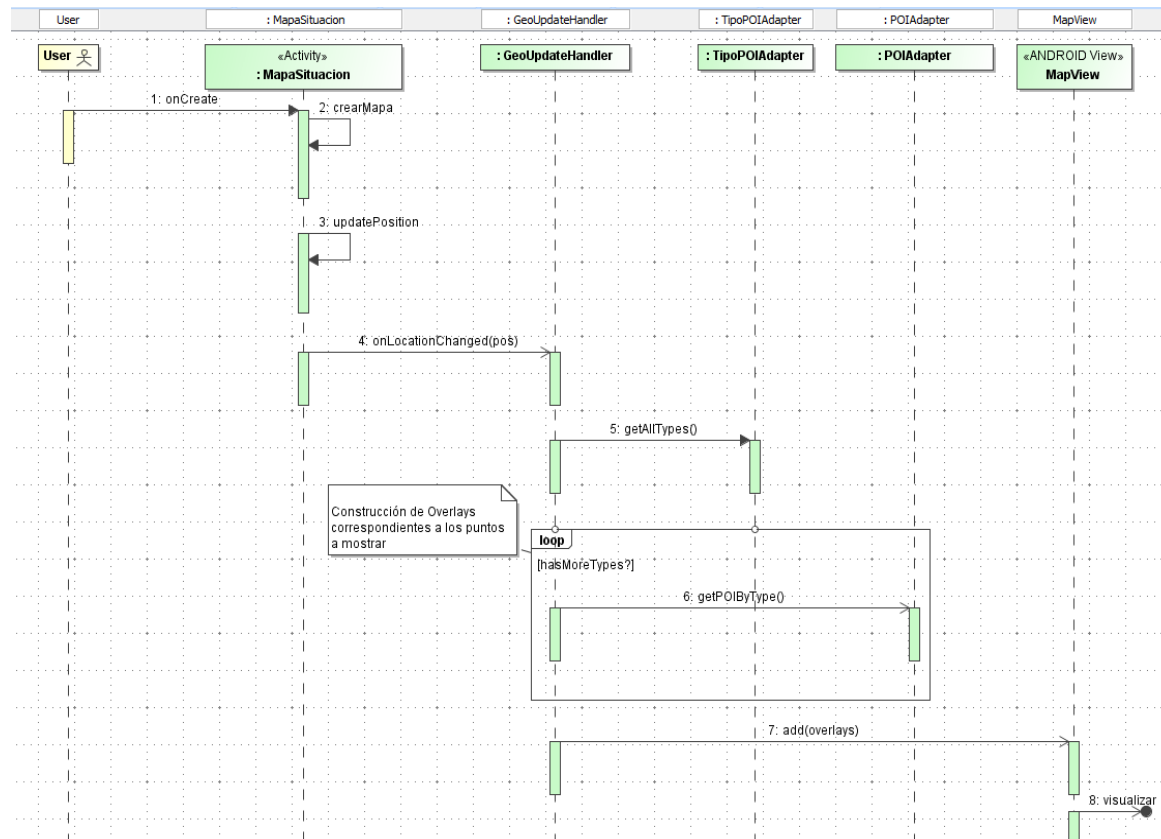 User
: MapaSituacion
: GeoUpdateHandler
: TipoPOIAdapter
: POIAdapter
MapView
User
«Activity»
: MapaSituacion
: GeoUpdateHandler
: TipoPOIAdapter
: POIAdapter
«ANDROID View»
MapView
1: onCreate
2: crearMapa
3: updatePosition
4: onLocationChanged(pos)
5: getAllTypes()
Construcción de Overlays
correspondientes a los puntos
a mostrar
loop
[hasMoreTypes?]
6: getPOIByType()
7: add(overlays)
8: visualizar